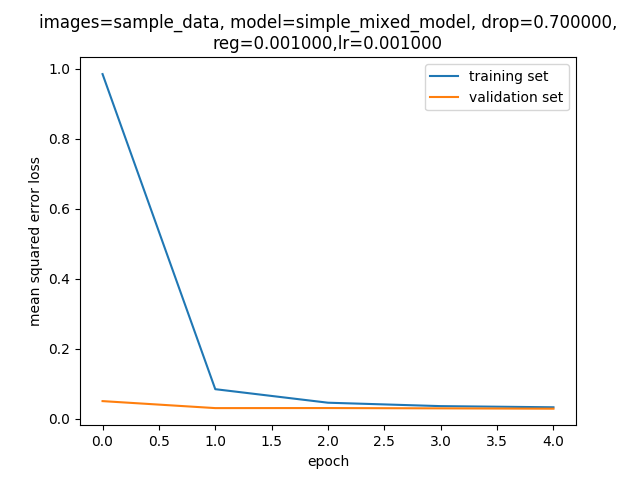 images=sample_data, model=simple_mixed_model, drop=0.700000,
reg=0.001000,lr=0.001000
training set
validation set
1.0
0.8
0.6
0.4
0.2
0.0
mean squared error loss
0.0 0.5 1.0 1.5 2.0 2.5 3.0 3.5 4.0
epoch